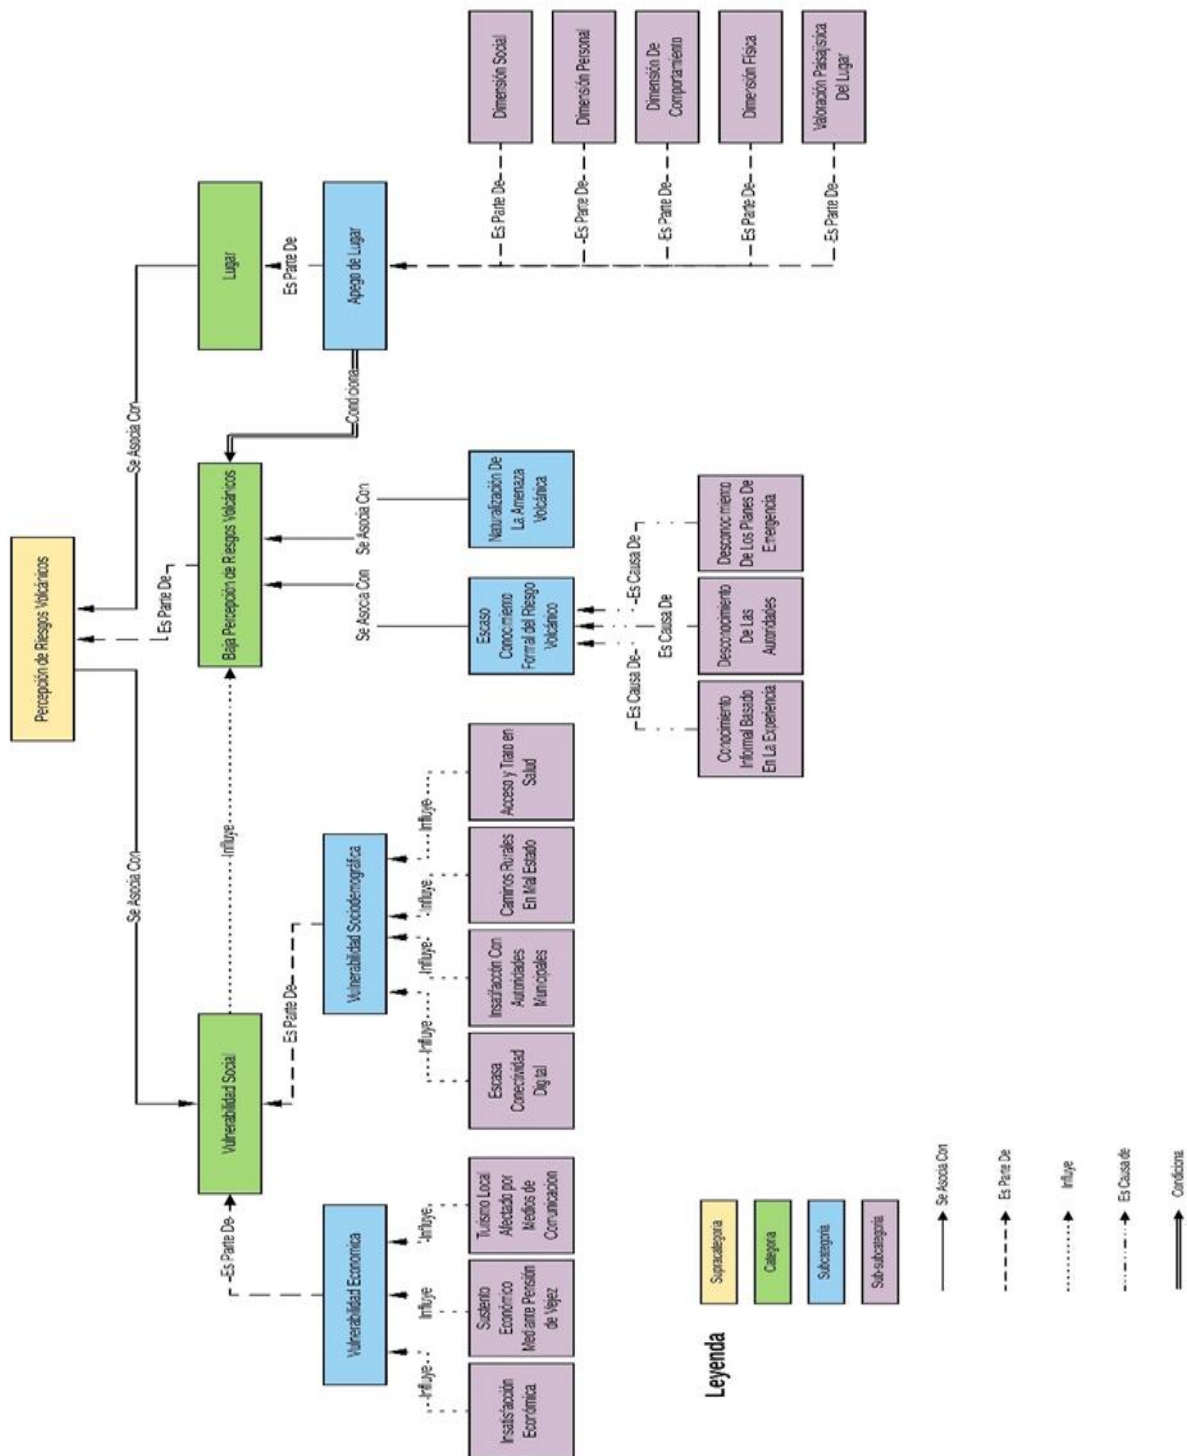 Percepción de Riesgos Volcánicos
Se Asocia Con
Es Parte De
Se Asocia Con
Vulnerabilidad Social
Influye
Baja Percepción de Riesgos Volcánicos
Lugar
Es Parte De
Es Parte De
Se Asocia Con
Se Asocia Con
Condiciona
Es Parte De
Vulnerabilidad Economica
Vulnerabilidad Sociodemográfica
Apego de Lugar
Influye
Influye
Influye
Influye
Influye
Influye
Influye
Insatisfacción
Económica
Sustento
Económico
Mediante Pensión
de Vejez
Turismo Local
Afectado por
Medios de
Comunicacion
Escasa
Conectividad
Digital
Insatifaccón Con
Autoridades
Municipales
Caminos Rurales
En Mal Estado
Acceso y Trato en
Salud
Escaso
Conocimiento
Formal del Riesgo
Volcánico
Naturalización De
La Amenaza
Volcánica
Es Parte De
Es Parte De
Es Parte De
Es Parte De
Es Parte De
Dimensión Social
Dimensión Personal
Dimensión De
Comportamiento
Dimensión Física
Valoración Paisajística
Del Lugar
Es Causa De
Es Causa De
Es Causa De
Conocimiento
Informal Basado
En La Experiencia
Desconocimiento
De Las
Autoridades
Desconocimiento
De Los Planes De
Emergencia
Leyenda
Supracategoria
Categoria
Subcategoria
Sub-subcategoria
Se Asocia Con
Es Parte De
Influye
Es Causa de
Condiciona